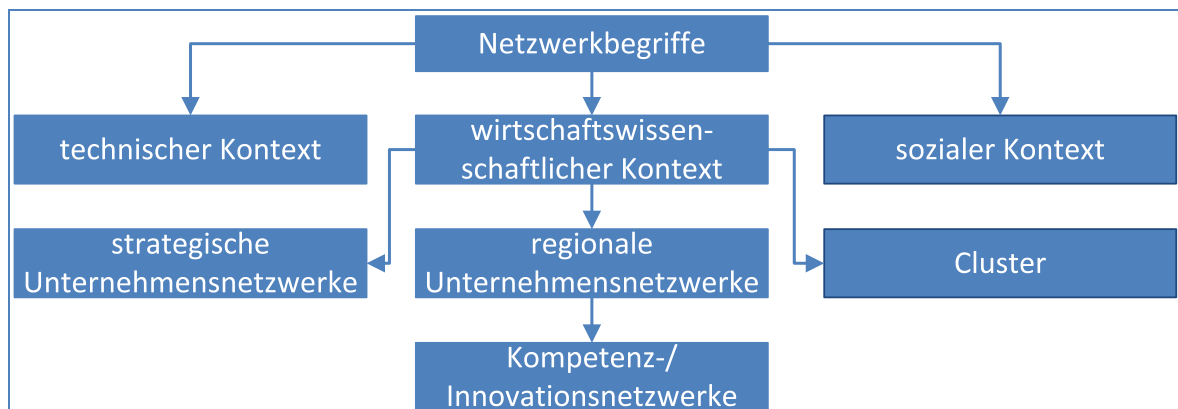 Netzwerkbegriffe
technischer Kontext
wirtschaftswissen-
schaftlicher Kontext
sozialer Kontext
strategische
Unternehmensnetzwerke
regionale
Unternehmensnetzwerke
Cluster
Kompetenz-/
Innovationsnetzwerke